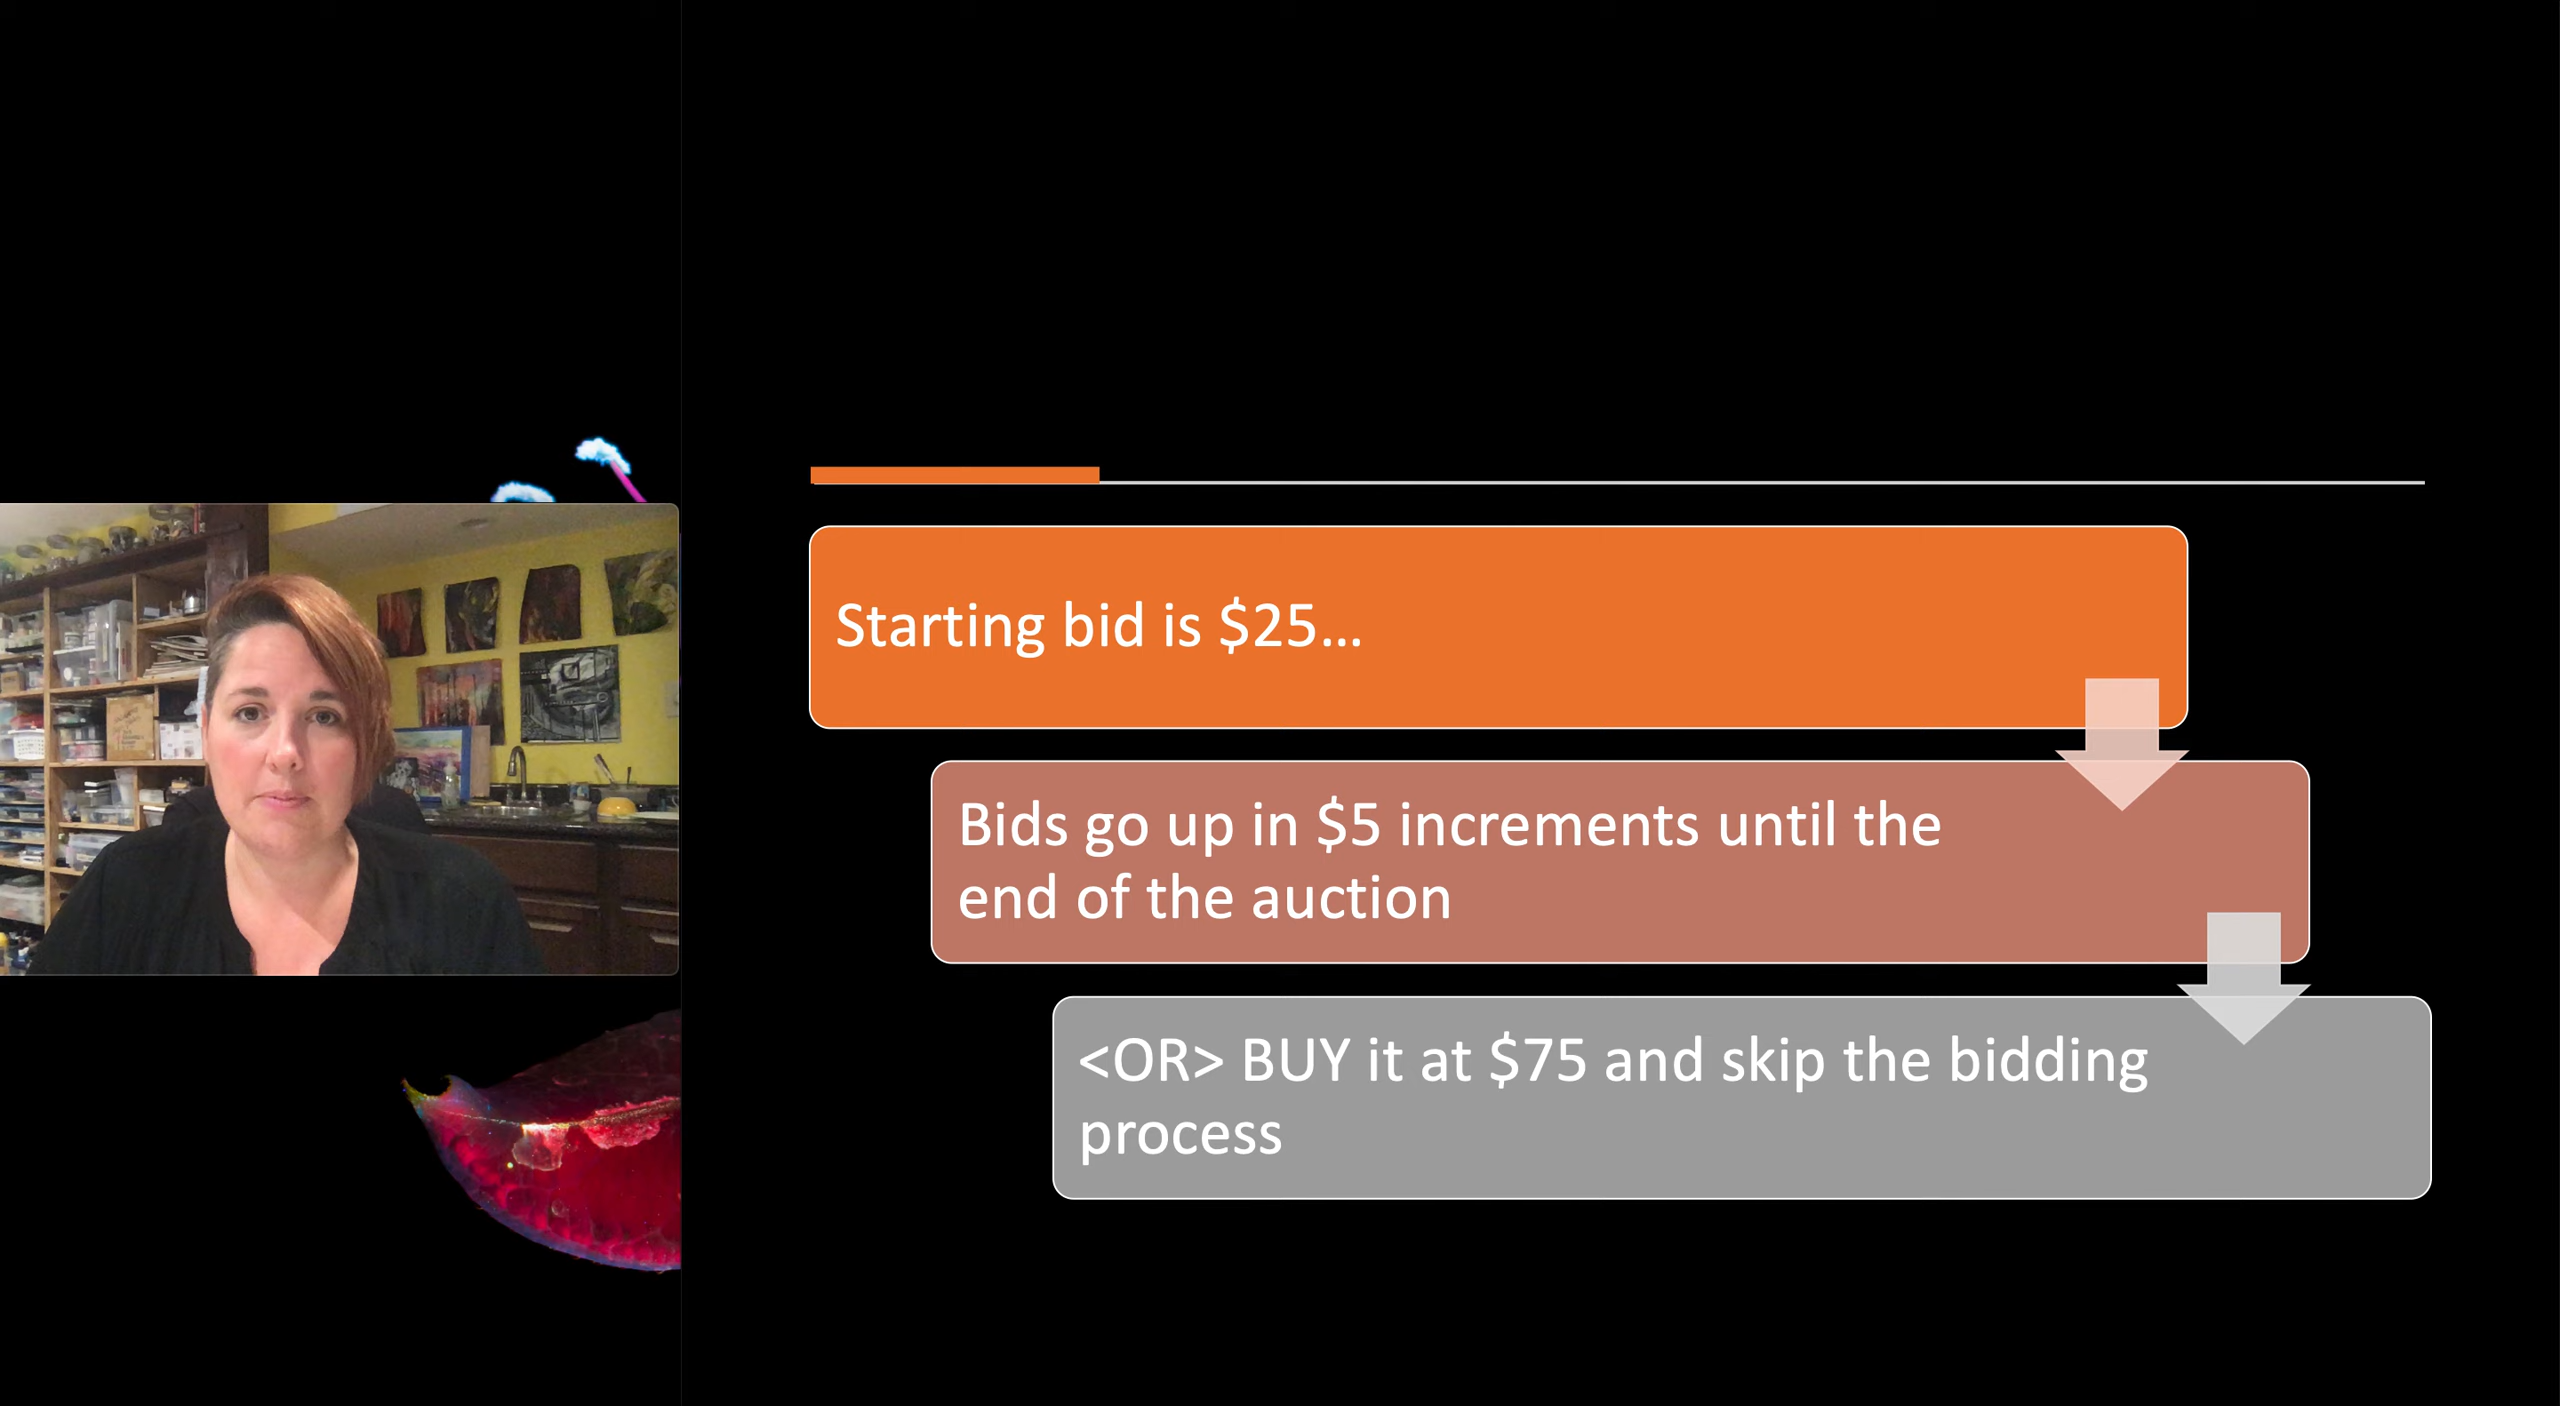 Starting bid is $25...
Bids go up in $5 increments until the
end of the auction
<OR> BUY it at $75 and skip the bidding
process